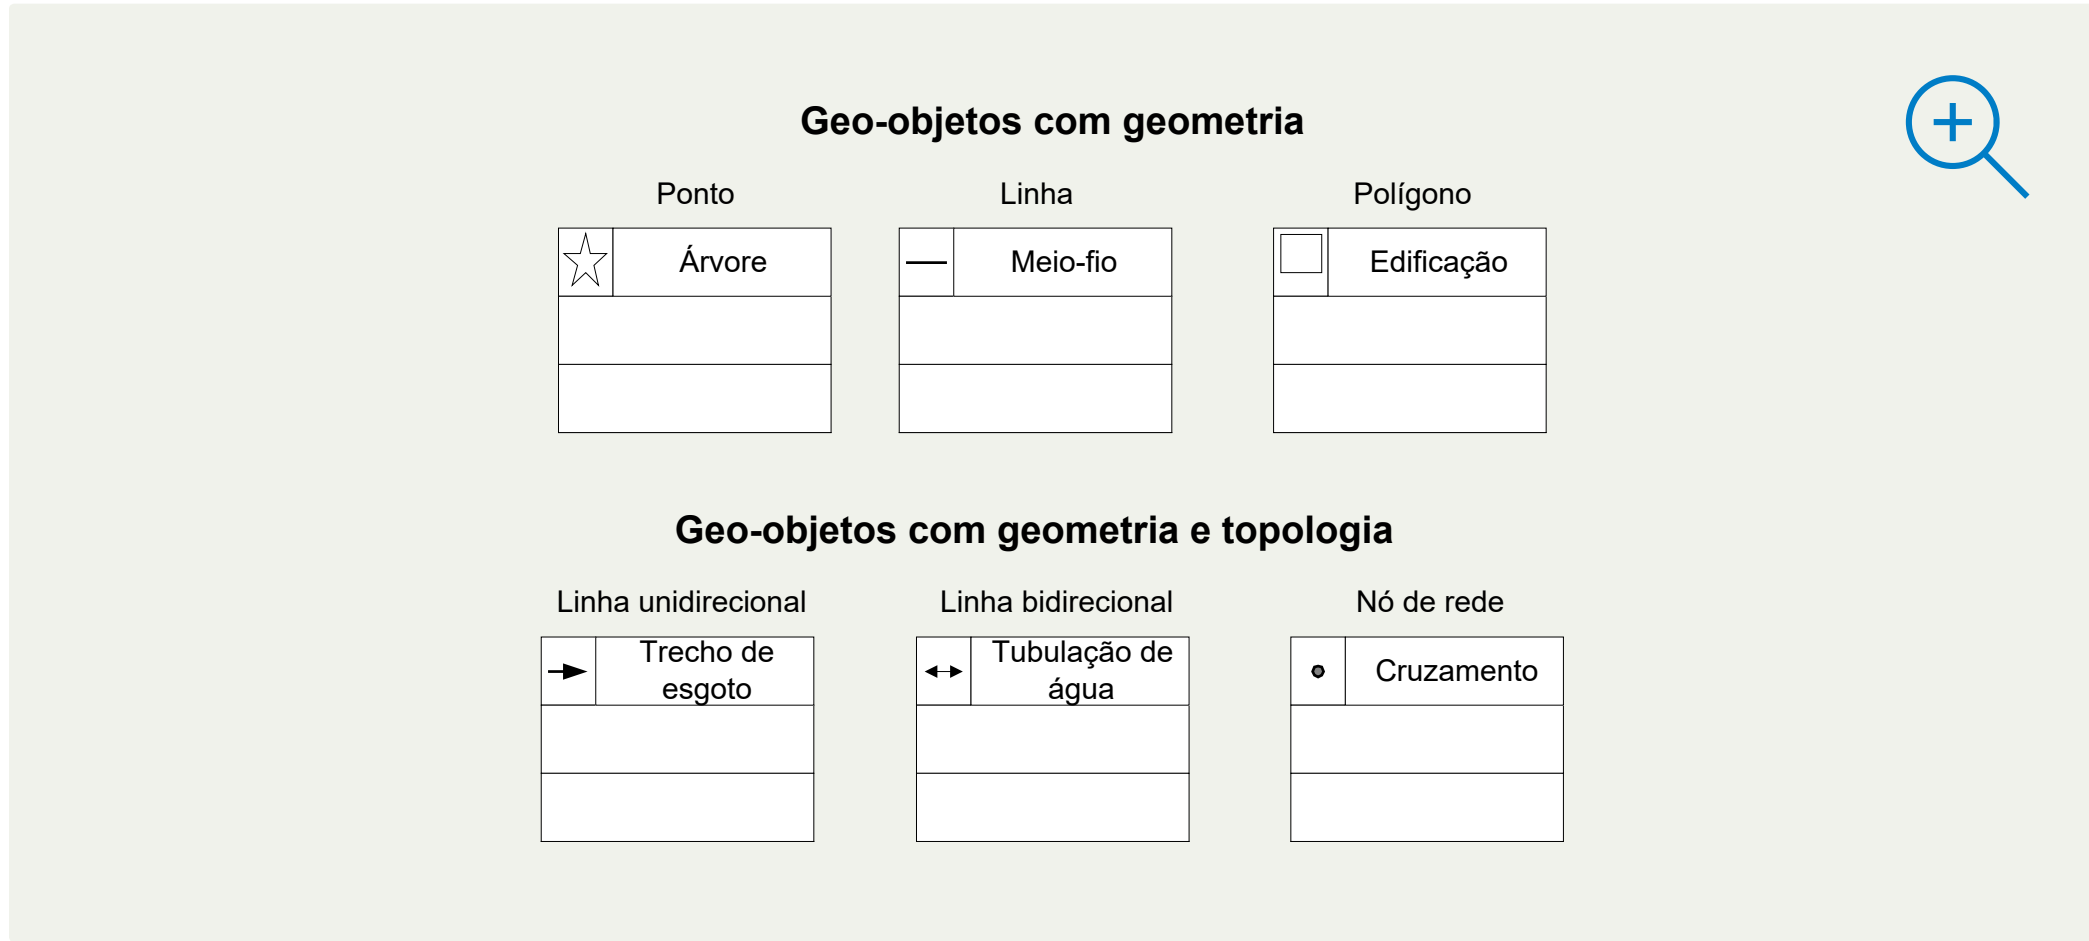 Geo-objetos com geometria
Ponto
Linha
Polígono
Árvore
Meio-fio
Edificação
Geo-objetos com geometria e topologia
Linha unidirecional
Linha bidirecional
Nó de rede
Trecho de
esgoto
Tubulação de
água
Cruzamento